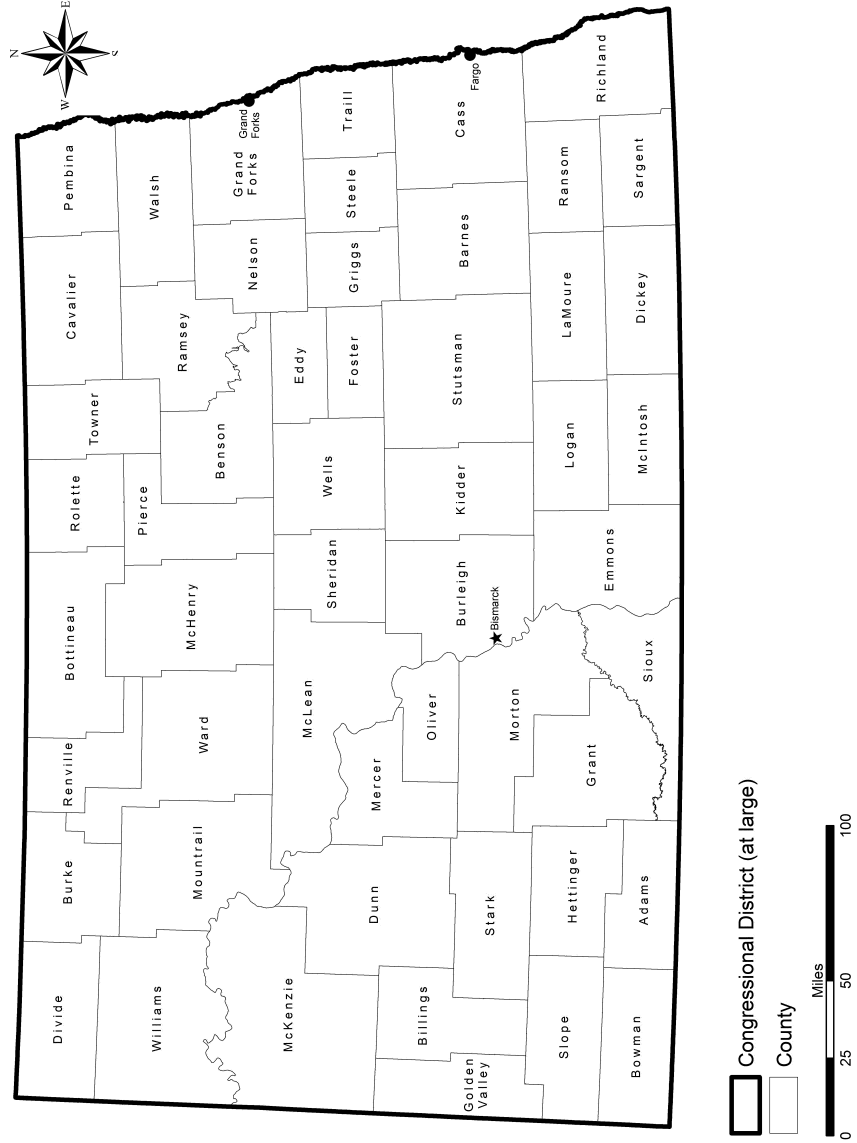 N
E
S
W
Divide
Burke
Renville
Bottineau
Rolette
Towner
Cavalier
Pembina
Williams
Mountrail
Ward
McHenry
Pierce
Benson
Ramsey
Walsh
Nelson
Grand
Forks
Grand
Forks
McKenzie
Dunn
Mercer
McLean
Sheridan
Wells
Eddy
Foster
Griggs
Steele
Traill
Golden
Valley
Billings
Stark
Oliver
Morton
Burleigh
Bismarck
Kidder
Stutsman
Barnes
Cass
Fargo
Slope
Hettinger
Grant
Bowman
Adams
Sioux
Emmons
Logan
LaMoure
Ransom
Richland
McIntosh
Dickey
Sargent
Congressional District (at large)
County
Miles
0
25
50
100